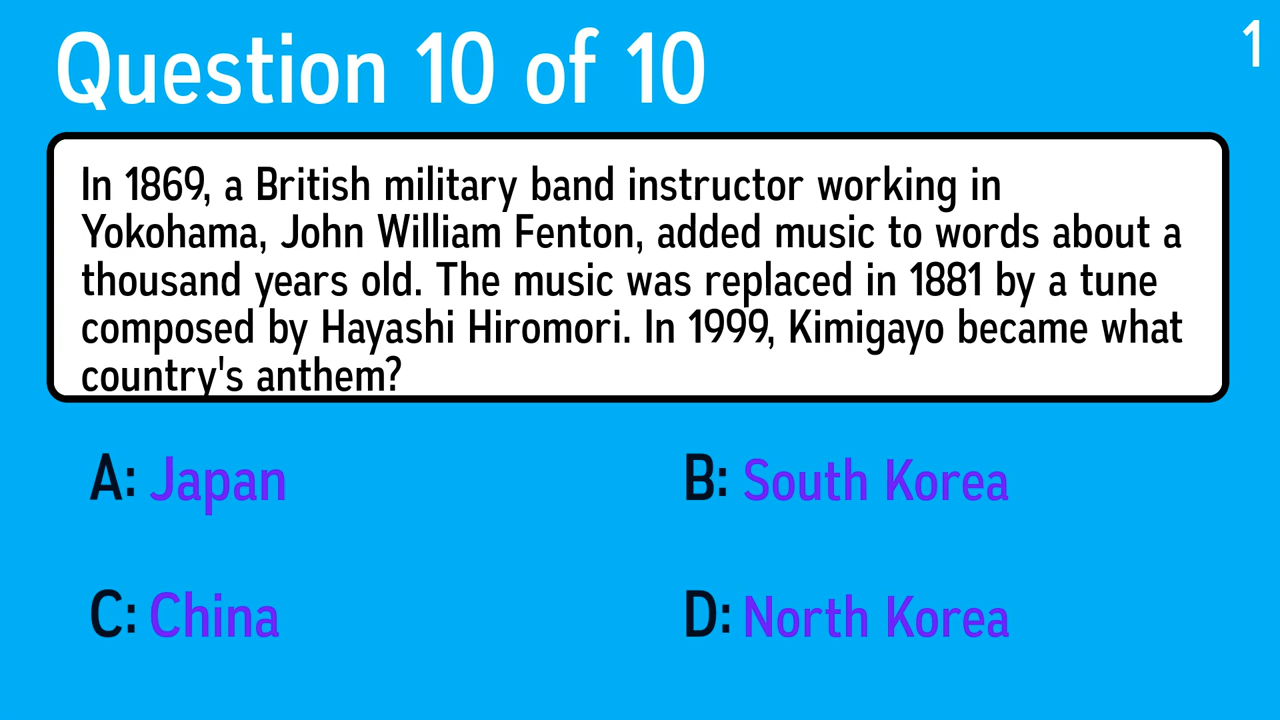 Question 10 of 10
1
In 1869, a British military band instructor working in
Yokohama, John William Fenton, added music to words about a
thousand years old. The music was replaced in 1881 by a tune
composed by Hayashi Hiromori. In 1999, Kimigayo became what
country's anthem?
A: Japan
B: South Korea
C: China
D: North Korea